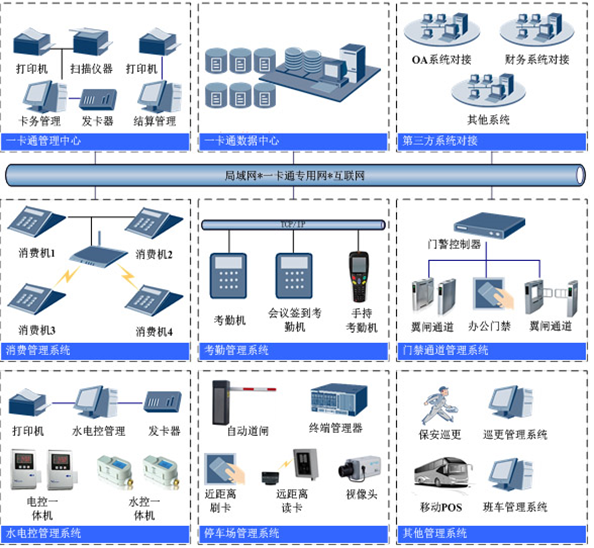 打印机
扫描仪器
打印机
卡务管理
发卡器
结算管理
一卡通管理中心
一卡通数据中心
OA系统对接
财务系统对接
其他系统
第三方系统对接
局域网*一卡通专用网*互联网
消费机1
消费机2
消费机3
消费机4
消费管理系统
TCP/IP
考勤机
会议签到考
勤机
手持
考勤机
考勤管理系统
门警控制器
翼闸通道
办公门禁
翼闸通道
门禁通道管理系统
打印机
水电控管理
发卡器
电控一
体机
水控一
体机
水电控管理系统
自动道闸
终端管理器
近距离
刷卡
远距离
读卡
视像头
停车场管理系统
保安巡更
巡更管理系统
移动POS
班车管理系统
其他管理系统